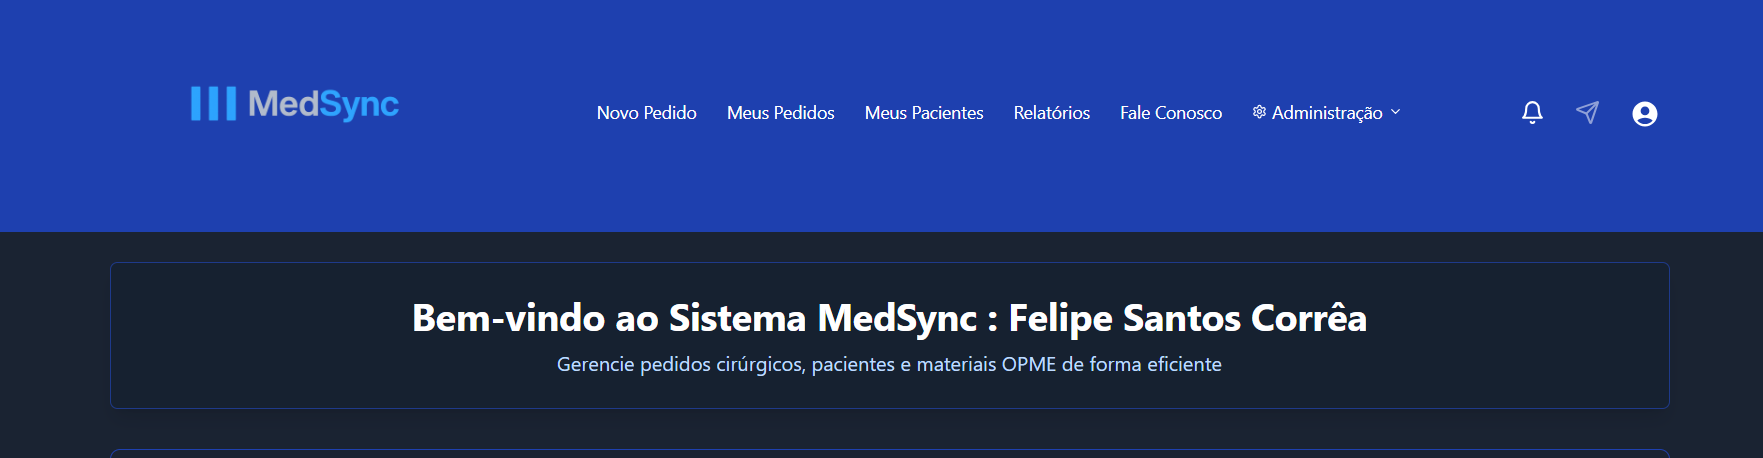 MedSync
Novo Pedido Meus Pedidos Meus Pacientes Relatórios Fale Conosco Administração
Bem-vindo ao Sistema MedSync : Felipe Santos Corrêa
Gerencie pedidos cirúrgicos, pacientes e materiais OPME de forma eficiente